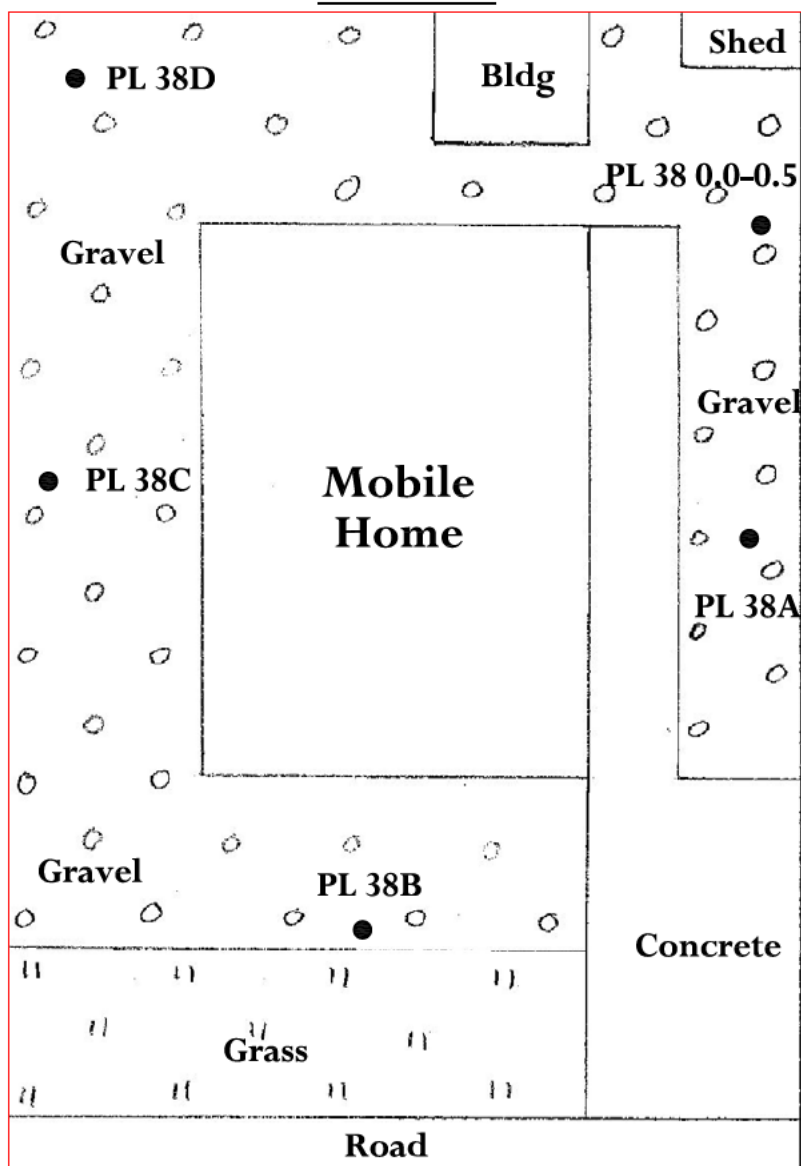 Shed
Bldg
PL 38D
PL 38 0.0-0.5
Gravel
Gravel
PL 38C
Mobile
Home
PL 38A
Gravel
PL 38B
Concrete
Grass
Road